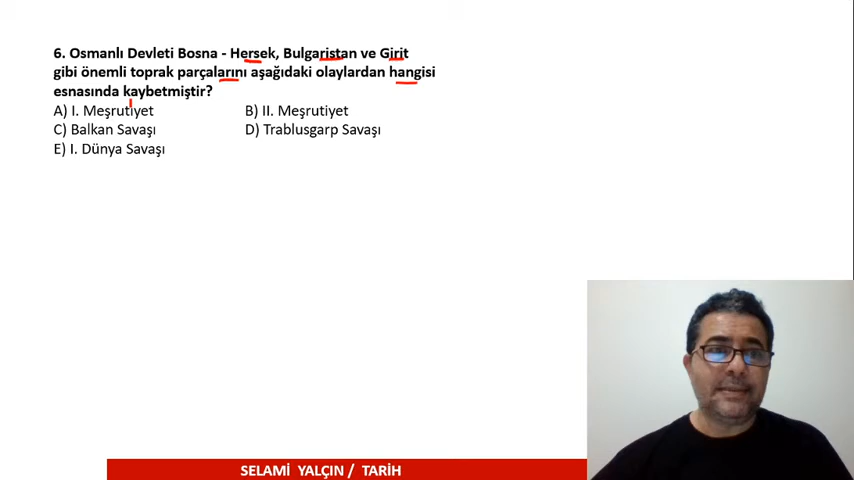 6. Osmanlı Devleti Bosna - Hersek, Bulgaristan ve Girit
gibi önemli toprak parçalarını aşağıdaki olaylardan hangisi
esnasında kaybetmiştir?
A) I. Meşrutiyet B) II. Meşrutiyet
C) Balkan Savaşı D) Trablusgarp Savaşı
E) I. Dünya Savaşı
SELAMİ YALÇIN / TARİH